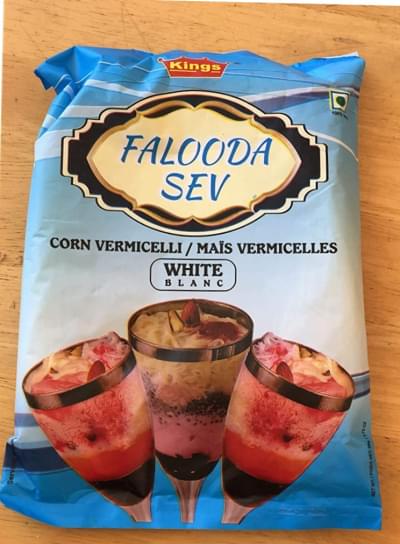 Kings
FALOODA
SEV
CORN VERMICELLI / MAÏS VERMICELLES
WHITE
BLANC